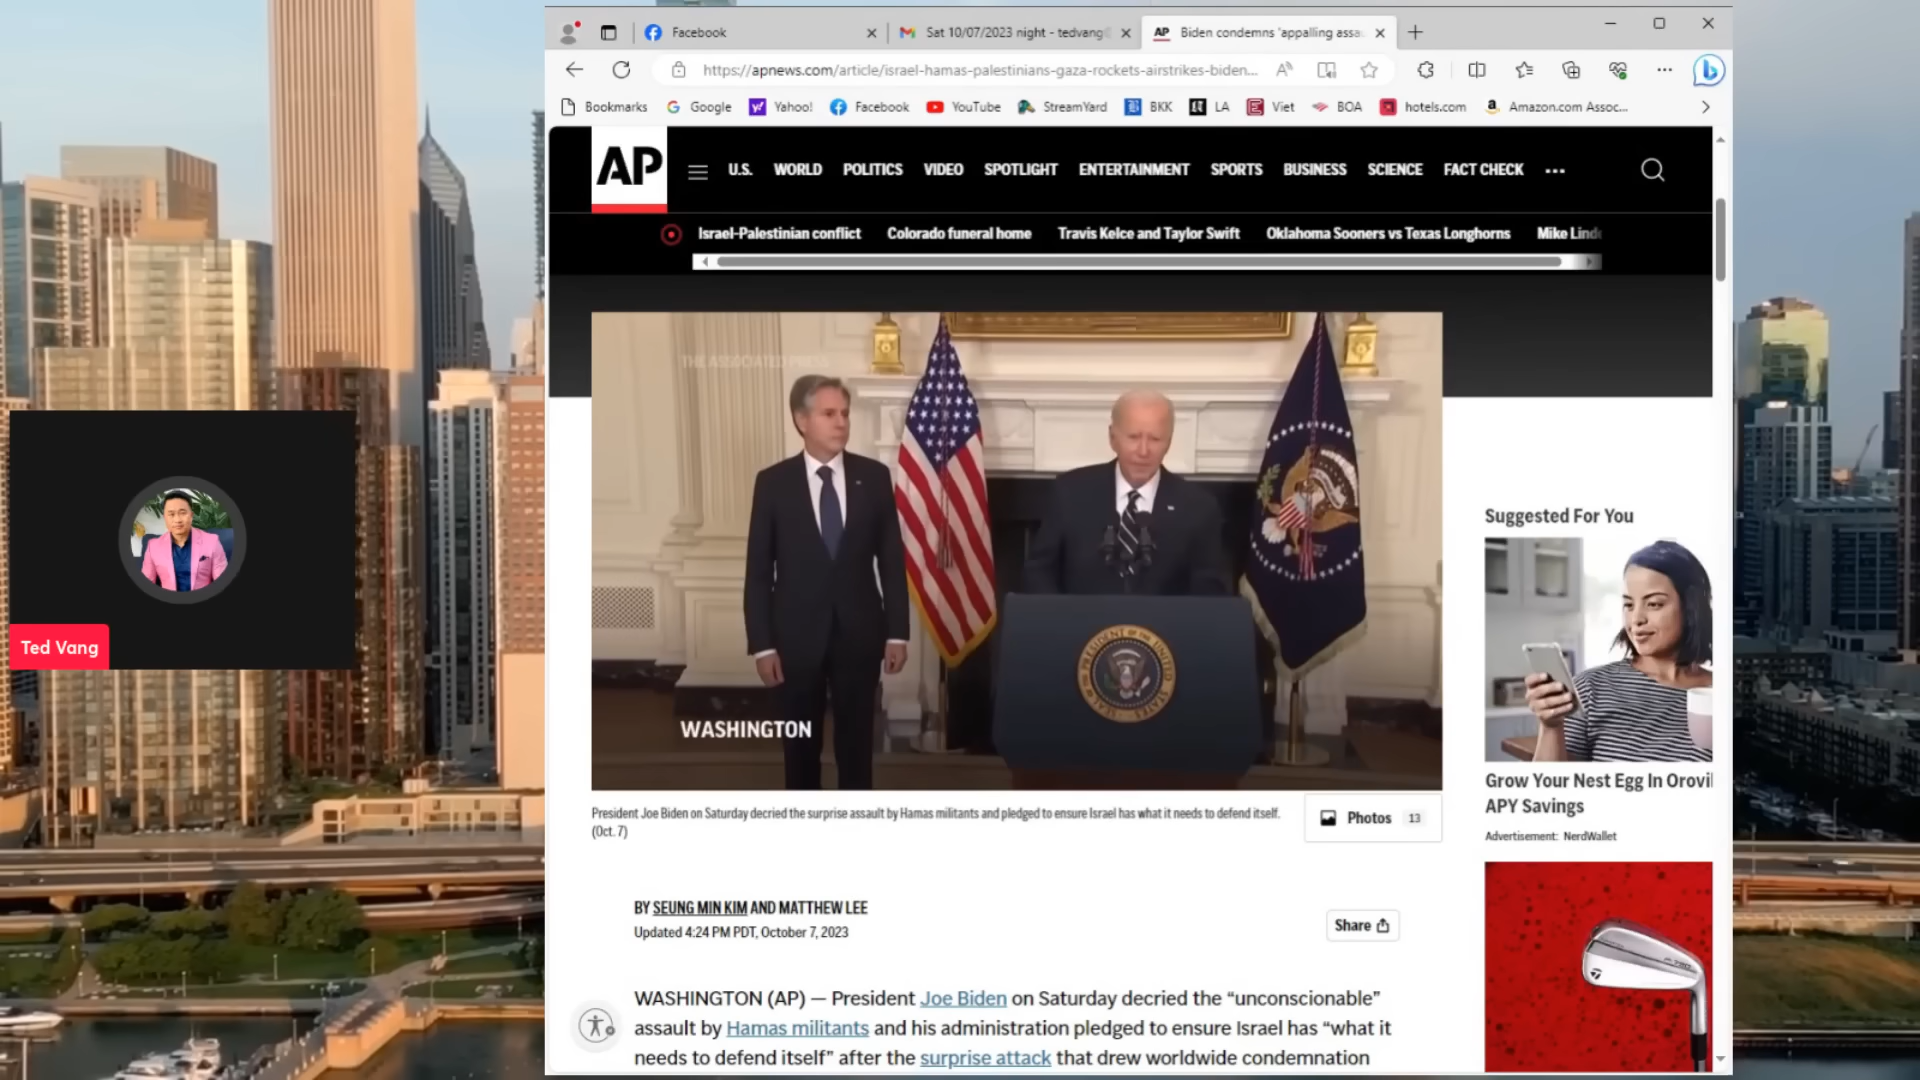 Facebook
Sat 10/07/2023 night - tedvang
AP Biden condemns 'appalling assa
https://apnews.com/article/israel-hamas-palestinians-gaza-rockets-airstrikes-biden...
Bookmarks
Google
Yahoo!
Facebook
YouTube
StreamYard
BKK
LA
Viet
BOA
hotels.com
Amazon.com Assoc...
AP
U.S.
WORLD
POLITICS
VIDEO
SPOTLIGHT
ENTERTAINMENT
SPORTS
BUSINESS
SCIENCE
FACT CHECK
Israel-Palestinian conflict
Colorado funeral home
Travis Kelce and Taylor Swift
Oklahoma Sooners vs Texas Longhorns
Mike Lind
THE ASSOCIATED PRESS
WASHINGTON
President Joe Biden on Saturday decried the surprise assault by Hamas militants and pledged to ensure Israel has what it needs to defend itself.
(Oct. 7)
Photos 13
BY SEUNG MIN KIM AND MATTHEW LEE
Updated 4:24 PM PDT, October 7, 2023
Share
WASHINGTON (AP) — President Joe Biden on Saturday decried the “unconscionable”
assault by Hamas militants and his administration pledged to ensure Israel has “what it
needs to defend itself” after the surprise attack that drew worldwide condemnation
Suggested For You
Grow Your Nest Egg In Orovil
APY Savings
Advertisement: NerdWallet
Ted Vang